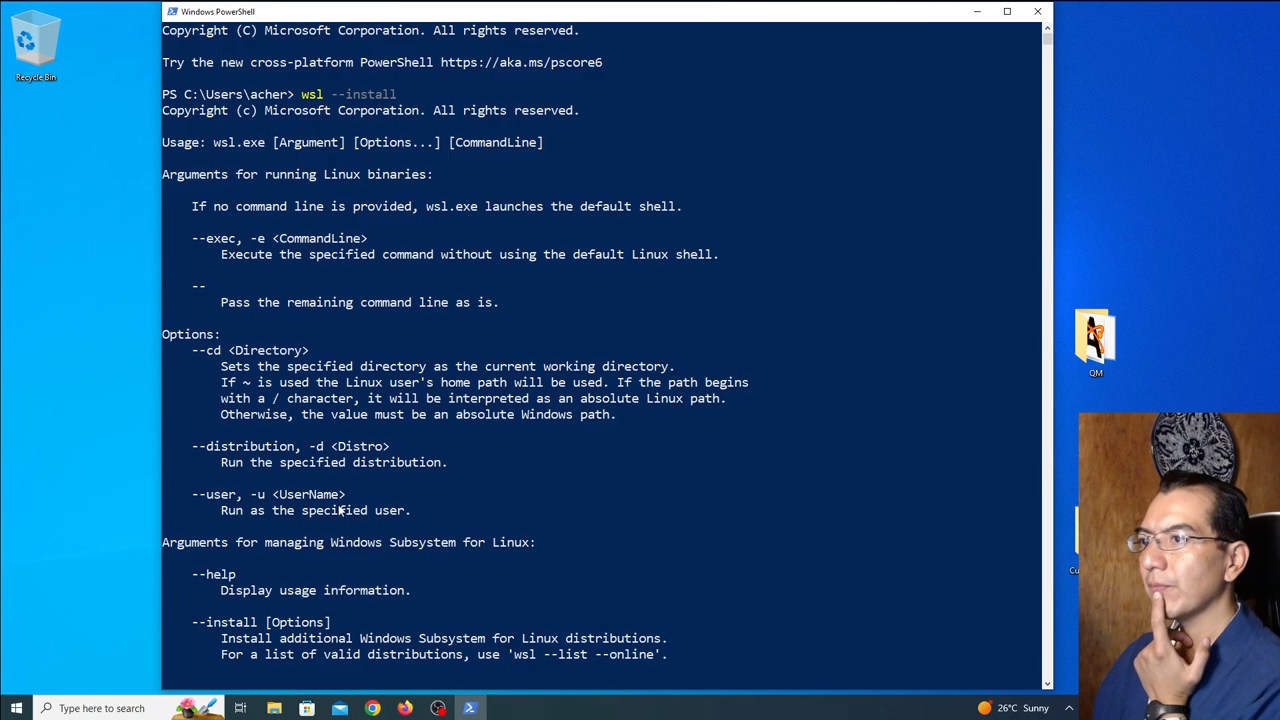 Windows PowerShell
Recycle Bin
Copyright (C) Microsoft Corporation. All rights reserved.
Try the new cross-platform PowerShell https://aka.ms/pscore6
PS C:\Users\acher> wsl --install
Copyright (c) Microsoft Corporation. All rights reserved.
Usage: wsl.exe [Argument] [Options...] [CommandLine]
Arguments for running Linux binaries:
If no command line is provided, wsl.exe launches the default shell.
--exec, -e <CommandLine>
Execute the specified command without using the default Linux shell.
--
Pass the remaining command line as is.
Options:
--cd <Directory>
Sets the specified directory as the current working directory.
If ~ is used the Linux user's home path will be used. If the path begins
with a / character, it will be interpreted as an absolute Linux path.
Otherwise, the value must be an absolute Windows path.
--distribution, -d <Distro>
Run the specified distribution.
--user, -u <UserName>
Run as the specified user.
Arguments for managing Windows Subsystem for Linux:
--help
Display usage information.
--install [Options]
Install additional Windows Subsystem for Linux distributions.
For a list of valid distributions, use 'wsl --list --online'.
QM
Type here to search
26°C Sunny